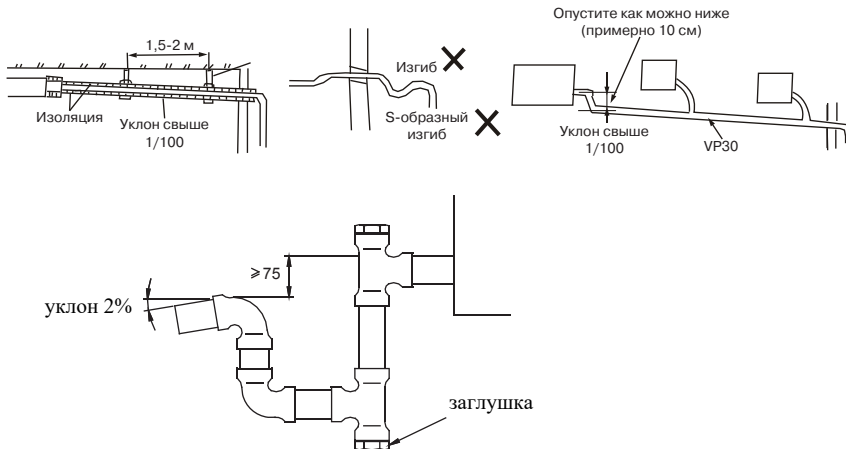 1,5-2 м
Изоляция
Уклон свыше
1/100
Изгиб
S-образный
изгиб
Опустите как можно ниже
(примерно 10 см)
Уклон свыше
1/100
VP30
≥75
уклон 2%
заглушка